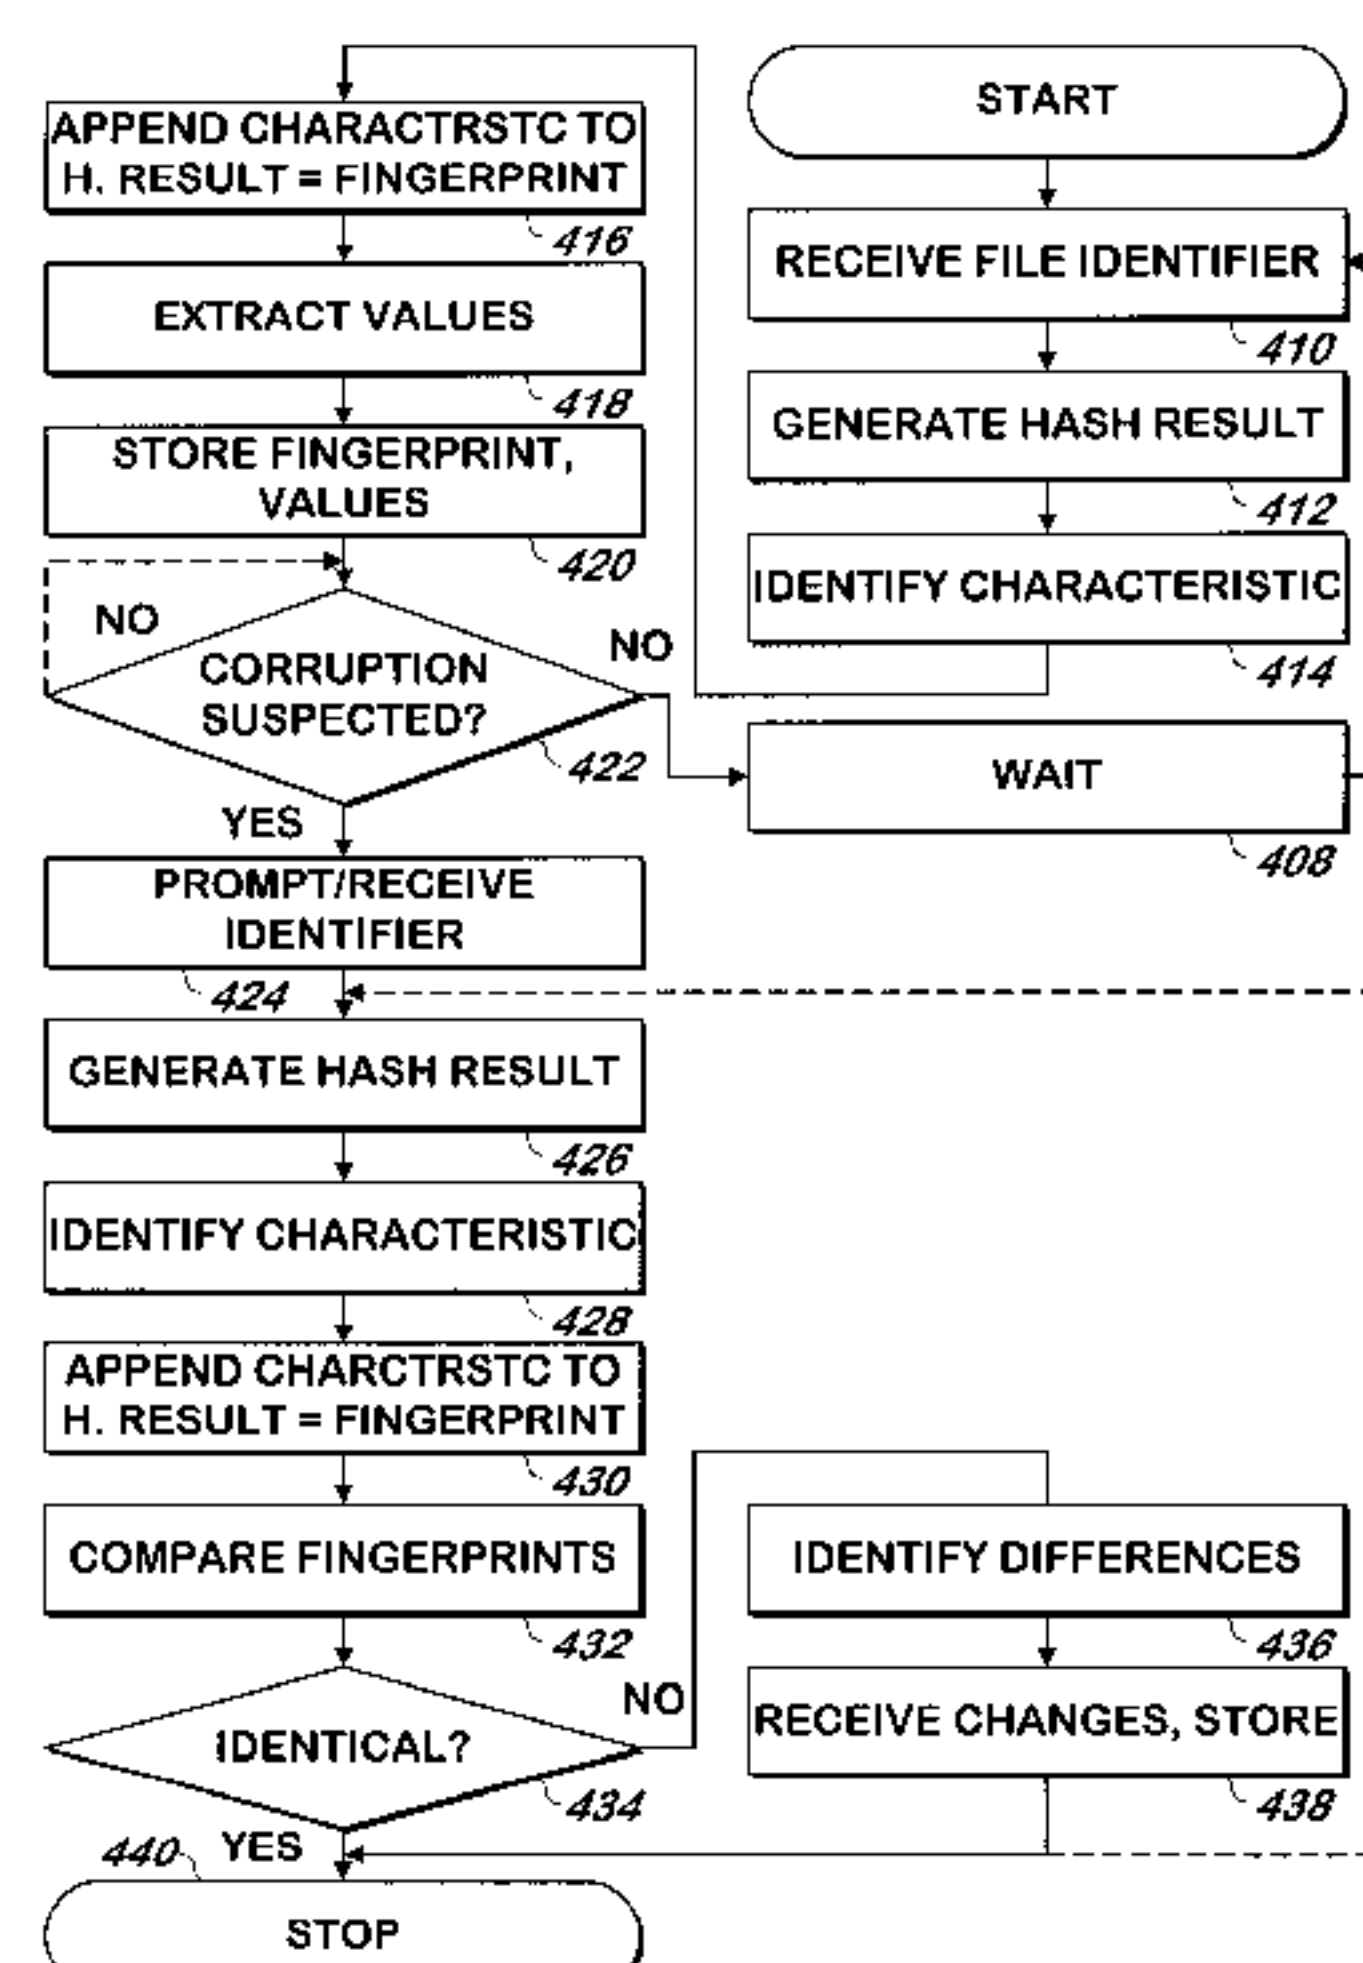 START
RECEIVE FILE IDENTIFIER
410
GENERATE HASH RESULT
412
IDENTIFY CHARACTERISTIC
414
APPEND CHARACTRSTC TO
H. RESULT = FINGERPRINT
416
EXTRACT VALUES
418
STORE FINGERPRINT,
VALUES
420
NO
CORRUPTION
SUSPECTED?
422
NO
WAIT
408
YES
PROMPT/RECEIVE
IDENTIFIER
424
GENERATE HASH RESULT
426
IDENTIFY CHARACTERISTIC
428
APPEND CHARCTRSTC TO
H. RESULT = FINGERPRINT
430
COMPARE FINGERPRINTS
432
IDENTICAL?
434
NO
IDENTIFY DIFFERENCES
436
RECEIVE CHANGES, STORE
438
YES
440
STOP